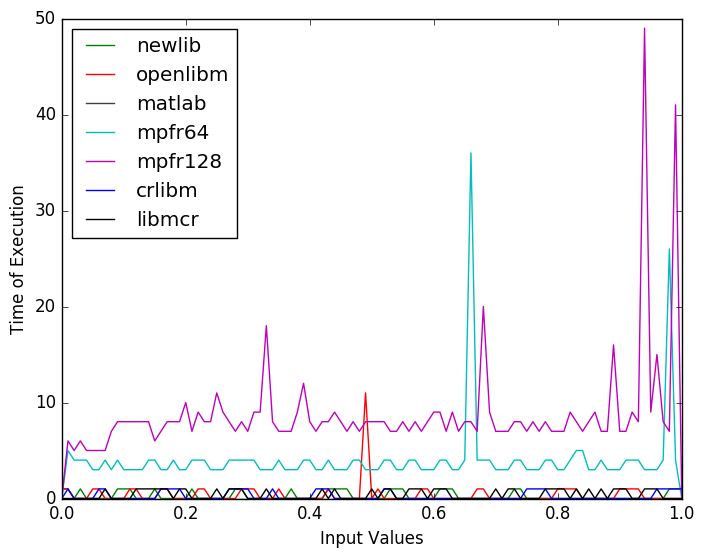 50
40
30
20
10
0
Time of Execution
newlib
openlibm
matlab
mpfr64
mpfr128
crlibm
libmcr
0.0 0.2 0.4 0.6 0.8 1.0
Input Values